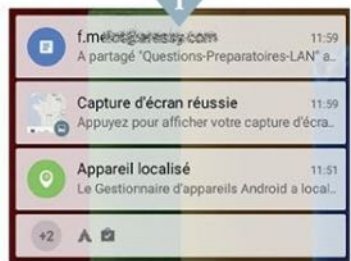 11:59
A partagé "Questions-Preparatoires-LAN" a..
Capture d'écran réussie 11:59
Appuyez pour afficher votre capture d'écra..
Appareil localisé 11:51
Le Gestionnaire d'appareils Android a local..
+2